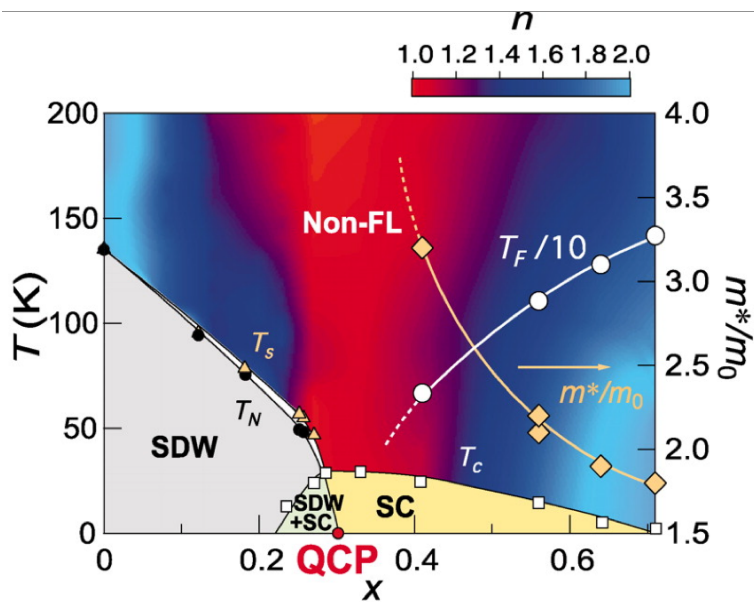 n
1.0 1.2 1.4 1.6 1.8 2.0
200 4.0
Non-FL
3.5
150
T_F /10
3.0
T (K)
100
T_s
2.5
m*/m_0
m*/m_0
T_N
50
SDW
T_c
2.0
SDW
+SC
SC
0 1.5
0 0.2 0.4 0.6
QCP
x